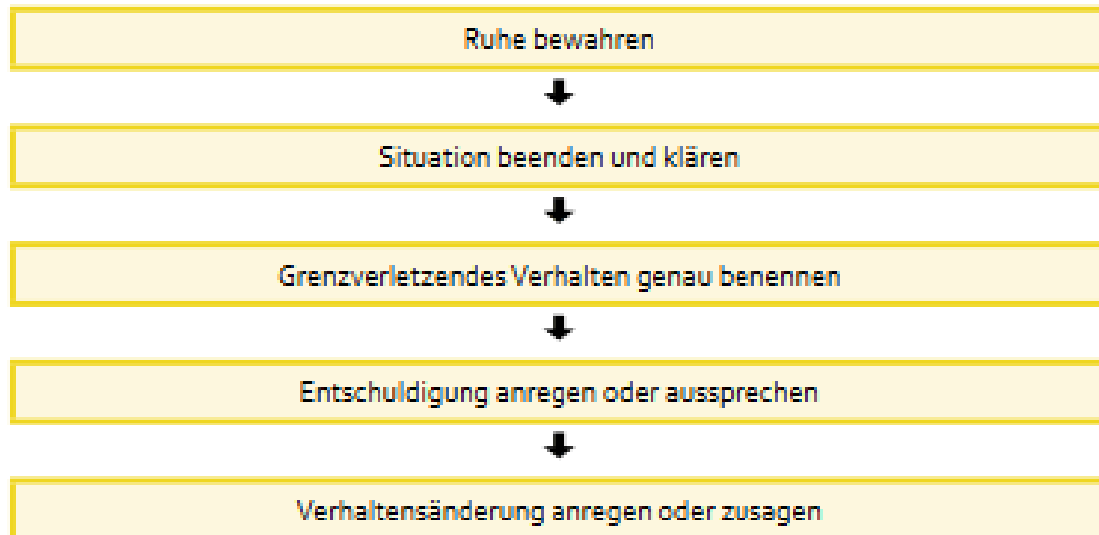 Ruhe bewahren
Situation beenden und klären
Grenzverletzendes Verhalten genau benennen
Entschuldigung anregen oder aussprechen
Verhaltensänderung anregen oder zusagen